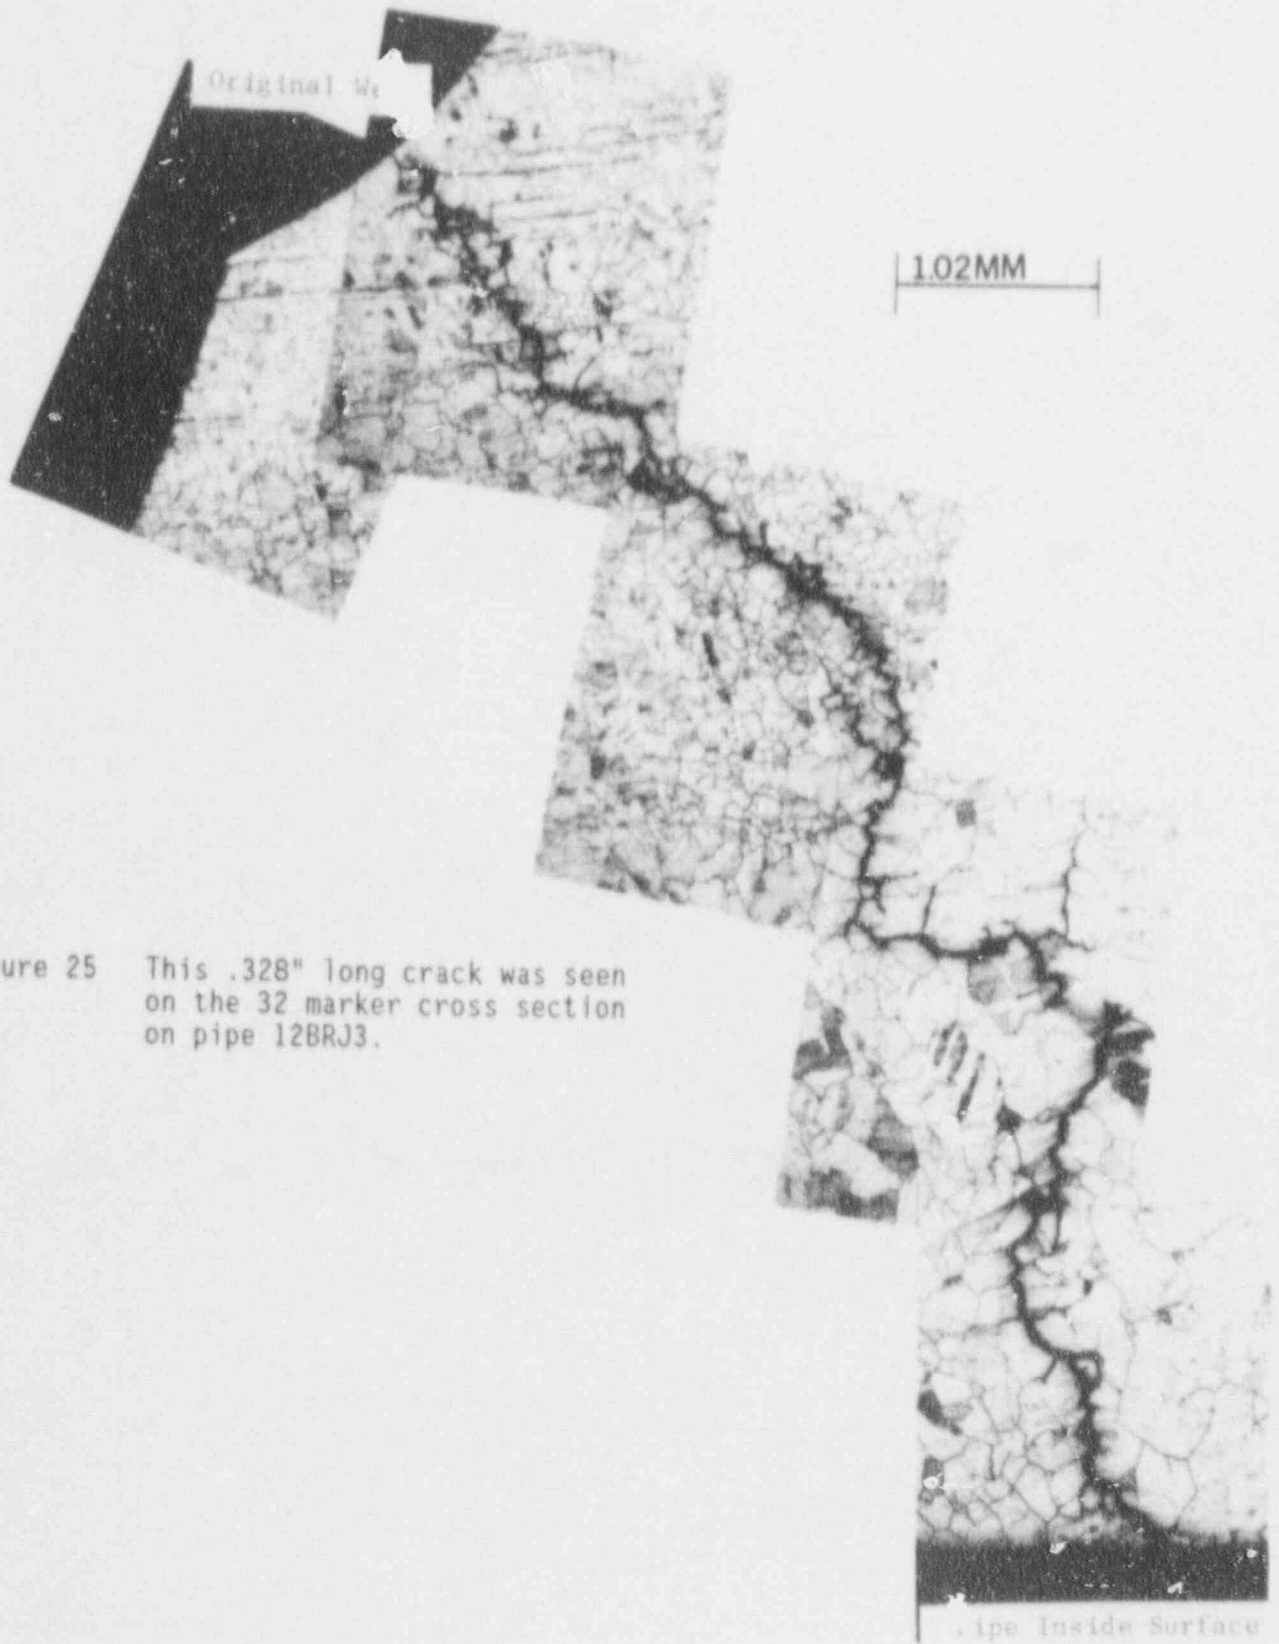 Original We
1.02MM
ure 25 This .328" long crack was seen
on the 32 marker cross section
on pipe 12BRJ3.
.ipe Inside Surface